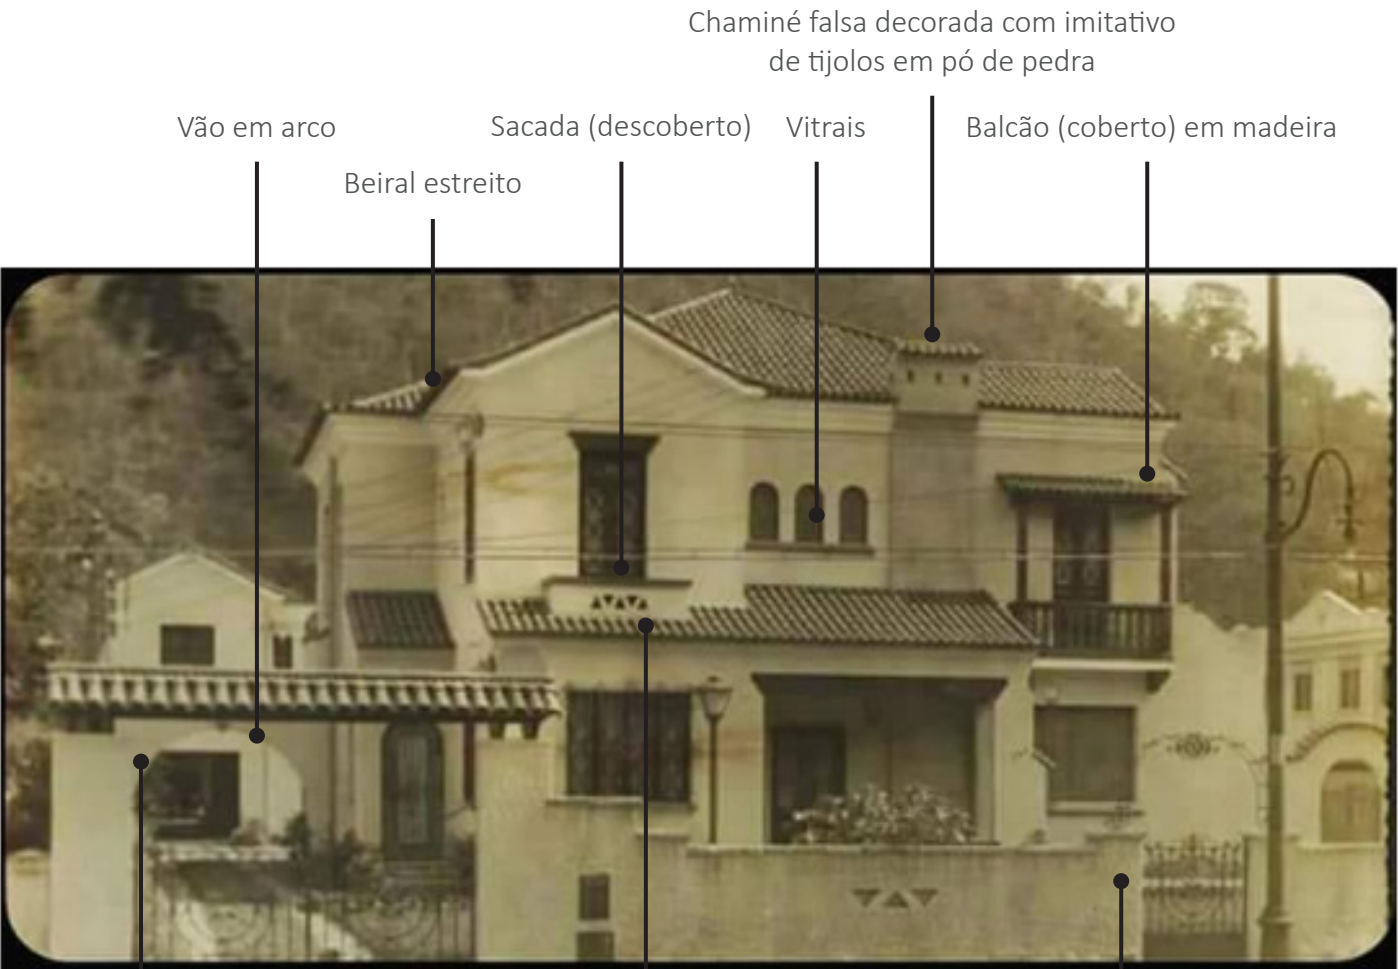 Chaminé falsa decorada com imitativo
de tijolos em pó de pedra
Vão em arco
Sacada (descoberto)
Vitrais
Balcão (coberto) em madeira
Beiral estreito